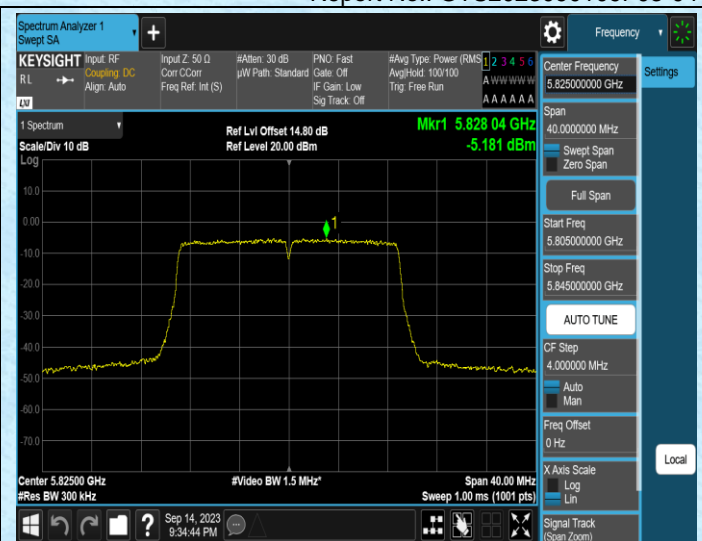 Spectrum Analyzer 1
Swept SA
+
Frequency
KEYSIGHT
RL
LXI
Input: RF
Coupling: DC
Align: Auto
Input Z: 50 Ω
Corr CCorr
Freq Ref: Int (S)
#Atten: 30 dB
µW Path: Standard
PNO: Fast
Gate: Off
IF Gain: Low
Sig Track: Off
#Avg Type: Power (RMS
Avg|Hold: 100/100
Trig: Free Run
1 2 3 4 5 6
A W W W W W
A A A A A A
1 Spectrum
Scale/Div 10 dB
Log
Ref Lvl Offset 14.80 dB
Ref Level 20.00 dBm
Mkr1 5.828 04 GHz
-5.181 dBm
10.0
0.00
-10.0
-20.0
-30.0
-40.0
-50.0
-60.0
-70.0
1
Center 5.82500 GHz
#Res BW 300 kHz
#Video BW 1.5 MHz*
Span 40.00 MHz
Sweep 1.00 ms (1001 pts)
?
Sep 14, 2023
9:34:44 PM
Center Frequency
5.825000000 GHz
Span
40.0000000 MHz
Swept Span
Zero Span
Full Span
Start Freq
5.805000000 GHz
Stop Freq
5.845000000 GHz
AUTO TUNE
CF Step
4.000000 MHz
Auto
Man
Freq Offset
0 Hz
X Axis Scale
Log
Lin
Signal Track
(Span Zoom)
Settings
Local